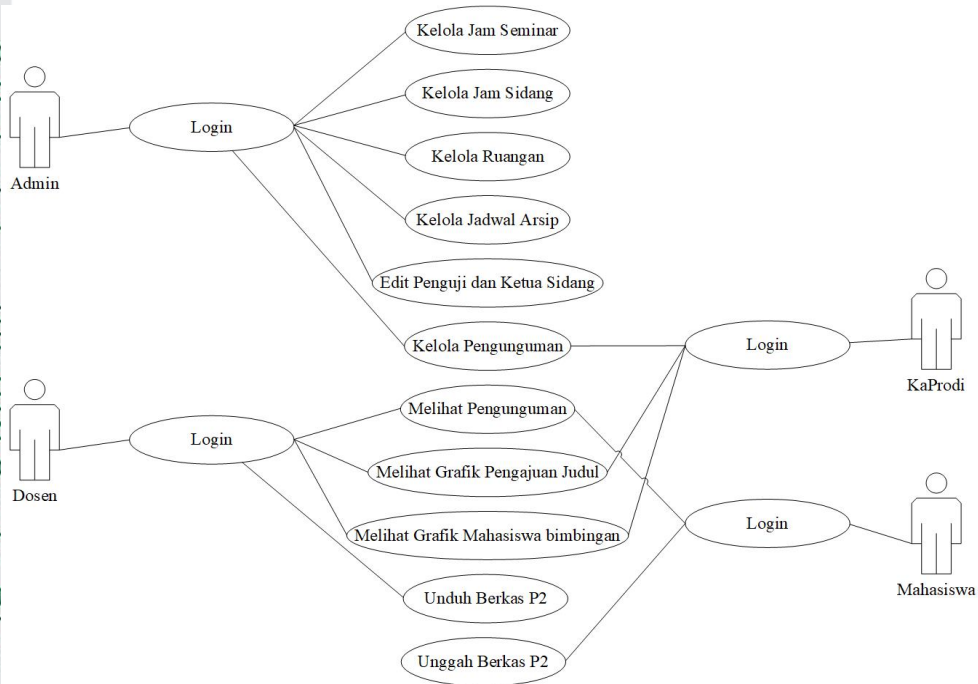 Kelola Jam Seminar
Kelola Jam Sidang
Login
Admin
Kelola Ruangan
Kelola Jadwal Arsip
Edit Penguji dan Ketua Sidang
Kelola Pengunguman
Login
KaProdi
Melihat Pengunguman
Login
Dosen
Melihat Grafik Pengajuan Judul
Melihat Grafik Mahasiswa bimbingan
Login
Mahasiswa
Unduh Berkas P2
Unggah Berkas P2